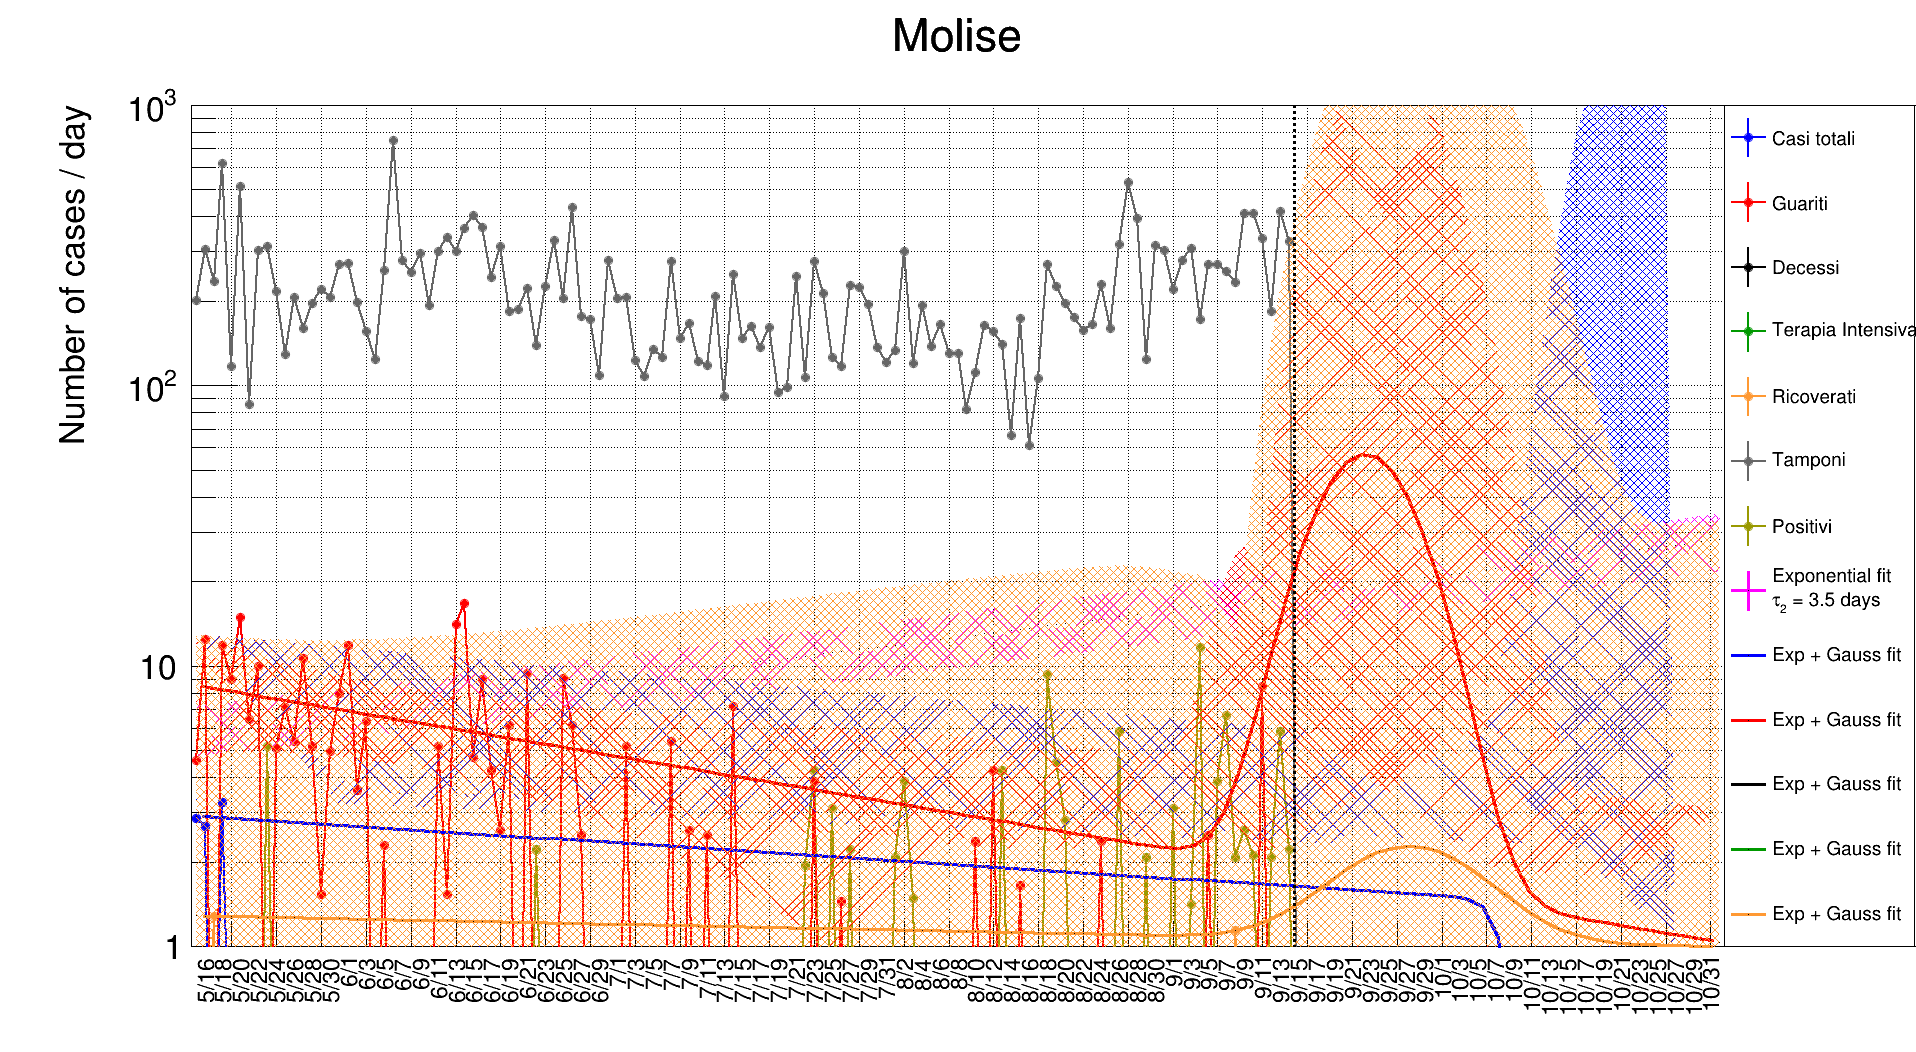 Molise
Number of cases / day
10³
10²
10
1
5/16 5/18 5/20 5/22 5/24 5/26 5/28 5/30 6/1 6/3 6/5 6/7 6/9 6/11 6/13 6/15 6/17 6/19 6/21 6/23 6/25 6/27 6/29 7/1 7/3 7/5 7/7 7/9 7/11 7/13 7/15 7/17 7/19 7/21 7/23 7/25 7/27 7/29 7/31 8/2 8/4 8/6 8/8 8/10 8/12 8/14 8/16 8/18 8/20 8/22 8/24 8/26 8/28 8/30 9/1 9/3 9/5 9/7 9/9 9/11 9/13 9/15 9/17 9/19 9/21 9/23 9/25 9/27 9/29 10/1 10/3 10/5 10/7 10/9 10/11 10/13 10/15 10/17 10/19 10/21 10/23 10/25 10/27 10/29 10/31
Casi totali
Guariti
Decessi
Terapia Intensiva
Ricoverati
Tamponi
Positivi
Exponential fit
τ₂ = 3.5 days
Exp + Gauss fit
Exp + Gauss fit
Exp + Gauss fit
Exp + Gauss fit
Exp + Gauss fit